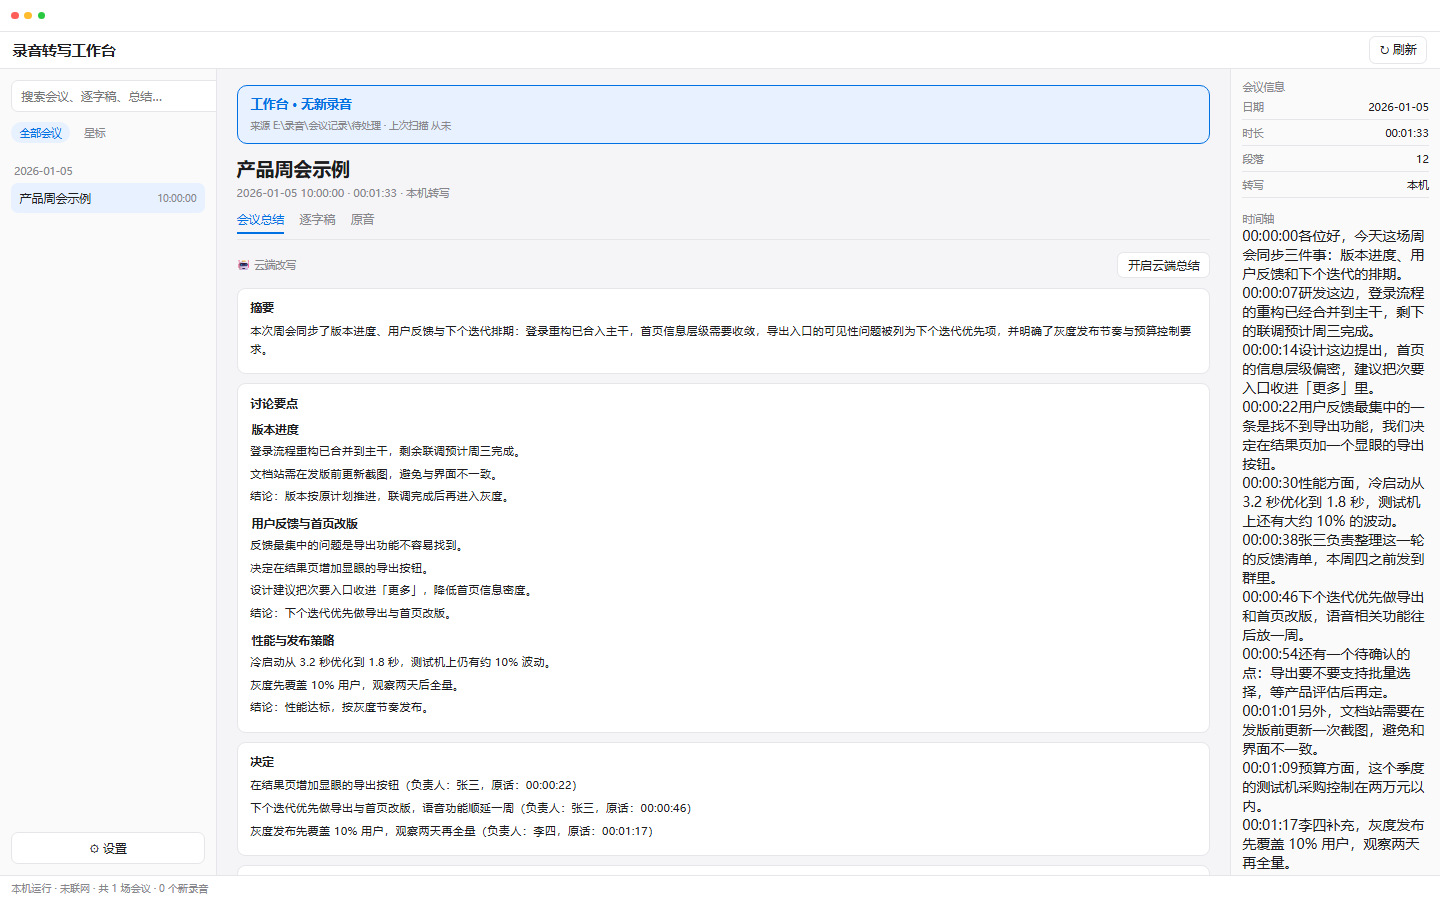 录音转写工作台
↻ 刷新
搜索会议、逐字稿、总结...
全部会议 星标
2026-01-05
产品周会示例 10:00:00
⚙ 设置
工作台 • 无新录音
来源 E:\录音\会议记录\待处理 · 上次扫描 从未
产品周会示例
2026-01-05 10:00:00 · 00:01:33 · 本机转写
会议总结 逐字稿 原音
云端改写
开启云端总结
摘要
本次周会同步了版本进度、用户反馈与下个迭代排期：登录重构已合入主干，首页信息层级需要收敛，导出入口的可见性问题被列为下个迭代优先项，并明确了灰度发布节奏与预算控制要
求。
讨论要点
版本进度
登录流程重构已合并到主干，剩余联调预计周三完成。
文档站需在发版前更新截图，避免与界面不一致。
结论：版本按原计划推进，联调完成后再进入灰度。
用户反馈与首页改版
反馈最集中的问题是导出功能不容易找到。
决定在结果页增加显眼的导出按钮。
设计建议把次要入口收进「更多」，降低首页信息密度。
结论：下个迭代优先做导出与首页改版。
性能与发布策略
冷启动从 3.2 秒优化到 1.8 秒，测试机上仍有约 10% 波动。
灰度先覆盖 10% 用户，观察两天后全量。
结论：性能达标，按灰度节奏发布。
决定
在结果页增加显眼的导出按钮（负责人：张三，原话：00:00:22）
下个迭代优先做导出与首页改版，语音功能顺延一周（负责人：张三，原话：00:00:46）
灰度发布先覆盖 10% 用户，观察两天再全量（负责人：李四，原话：00:01:17）
会议信息
日期 2026-01-05
时长 00:01:33
段落 12
转写 本机
时间轴
00:00:00各位好，今天这场周
会同步三件事：版本进度、用
户反馈和下个迭代的排期。
00:00:07研发这边，登录流程
的重构已经合并到主干，剩下
的联调预计周三完成。
00:00:14设计这边提出，首页
的信息层级偏密，建议把次要
入口收进「更多」里。
00:00:22用户反馈最集中的一
条是找不到导出功能，我们决
定在结果页加一个显眼的导出
按钮。
00:00:30性能方面，冷启动从
3.2 秒优化到 1.8 秒，测试机
上还有大约 10% 的波动。
00:00:38张三负责整理这一轮
的反馈清单，本周四之前发到
群里。
00:00:46下个迭代优先做导出
和首页改版，语音相关功能往
后放一周。
00:00:54还有一个待确认的
点：导出要不要支持批量选
择，等产品评估后再定。
00:01:01另外，文档站需要在
发版前更新一次截图，避免和
界面不一致。
00:01:09预算方面，这个季度
的测试机采购控制在两万元以
内。
00:01:17李四补充，灰度发布
先覆盖 10% 用户，观察两天
再全量。
本机运行 · 未联网 · 共 1 场会议 · 0 个新录音